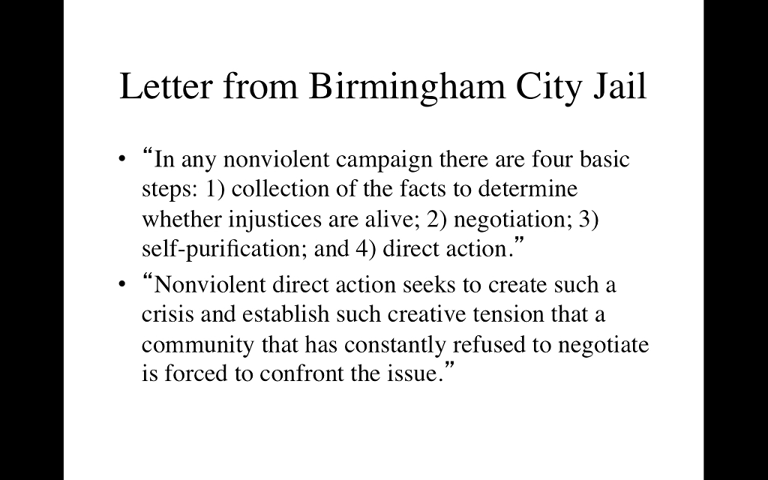 Letter from Birmingham City Jail
• “In any nonviolent campaign there are four basic
steps: 1) collection of the facts to determine
whether injustices are alive; 2) negotiation; 3)
self-purification; and 4) direct action.”
• “Nonviolent direct action seeks to create such a
crisis and establish such creative tension that a
community that has constantly refused to negotiate
is forced to confront the issue.”